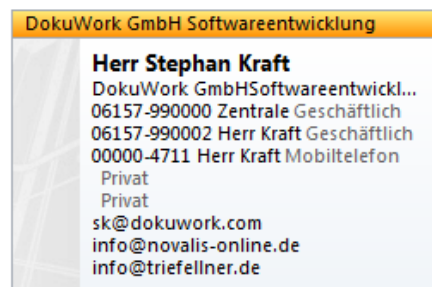 DokuWork GmbH Softwareentwicklung
Herr Stephan Kraft
DokuWork GmbHSoftwareentwickl...
06157-990000 Zentrale Geschäftlich
06157-990002 Herr Kraft Geschäftlich
00000-4711 Herr Kraft Mobiltelefon
Privat
Privat
sk@dokuwork.com
info@novalis-online.de
info@triefellner.de